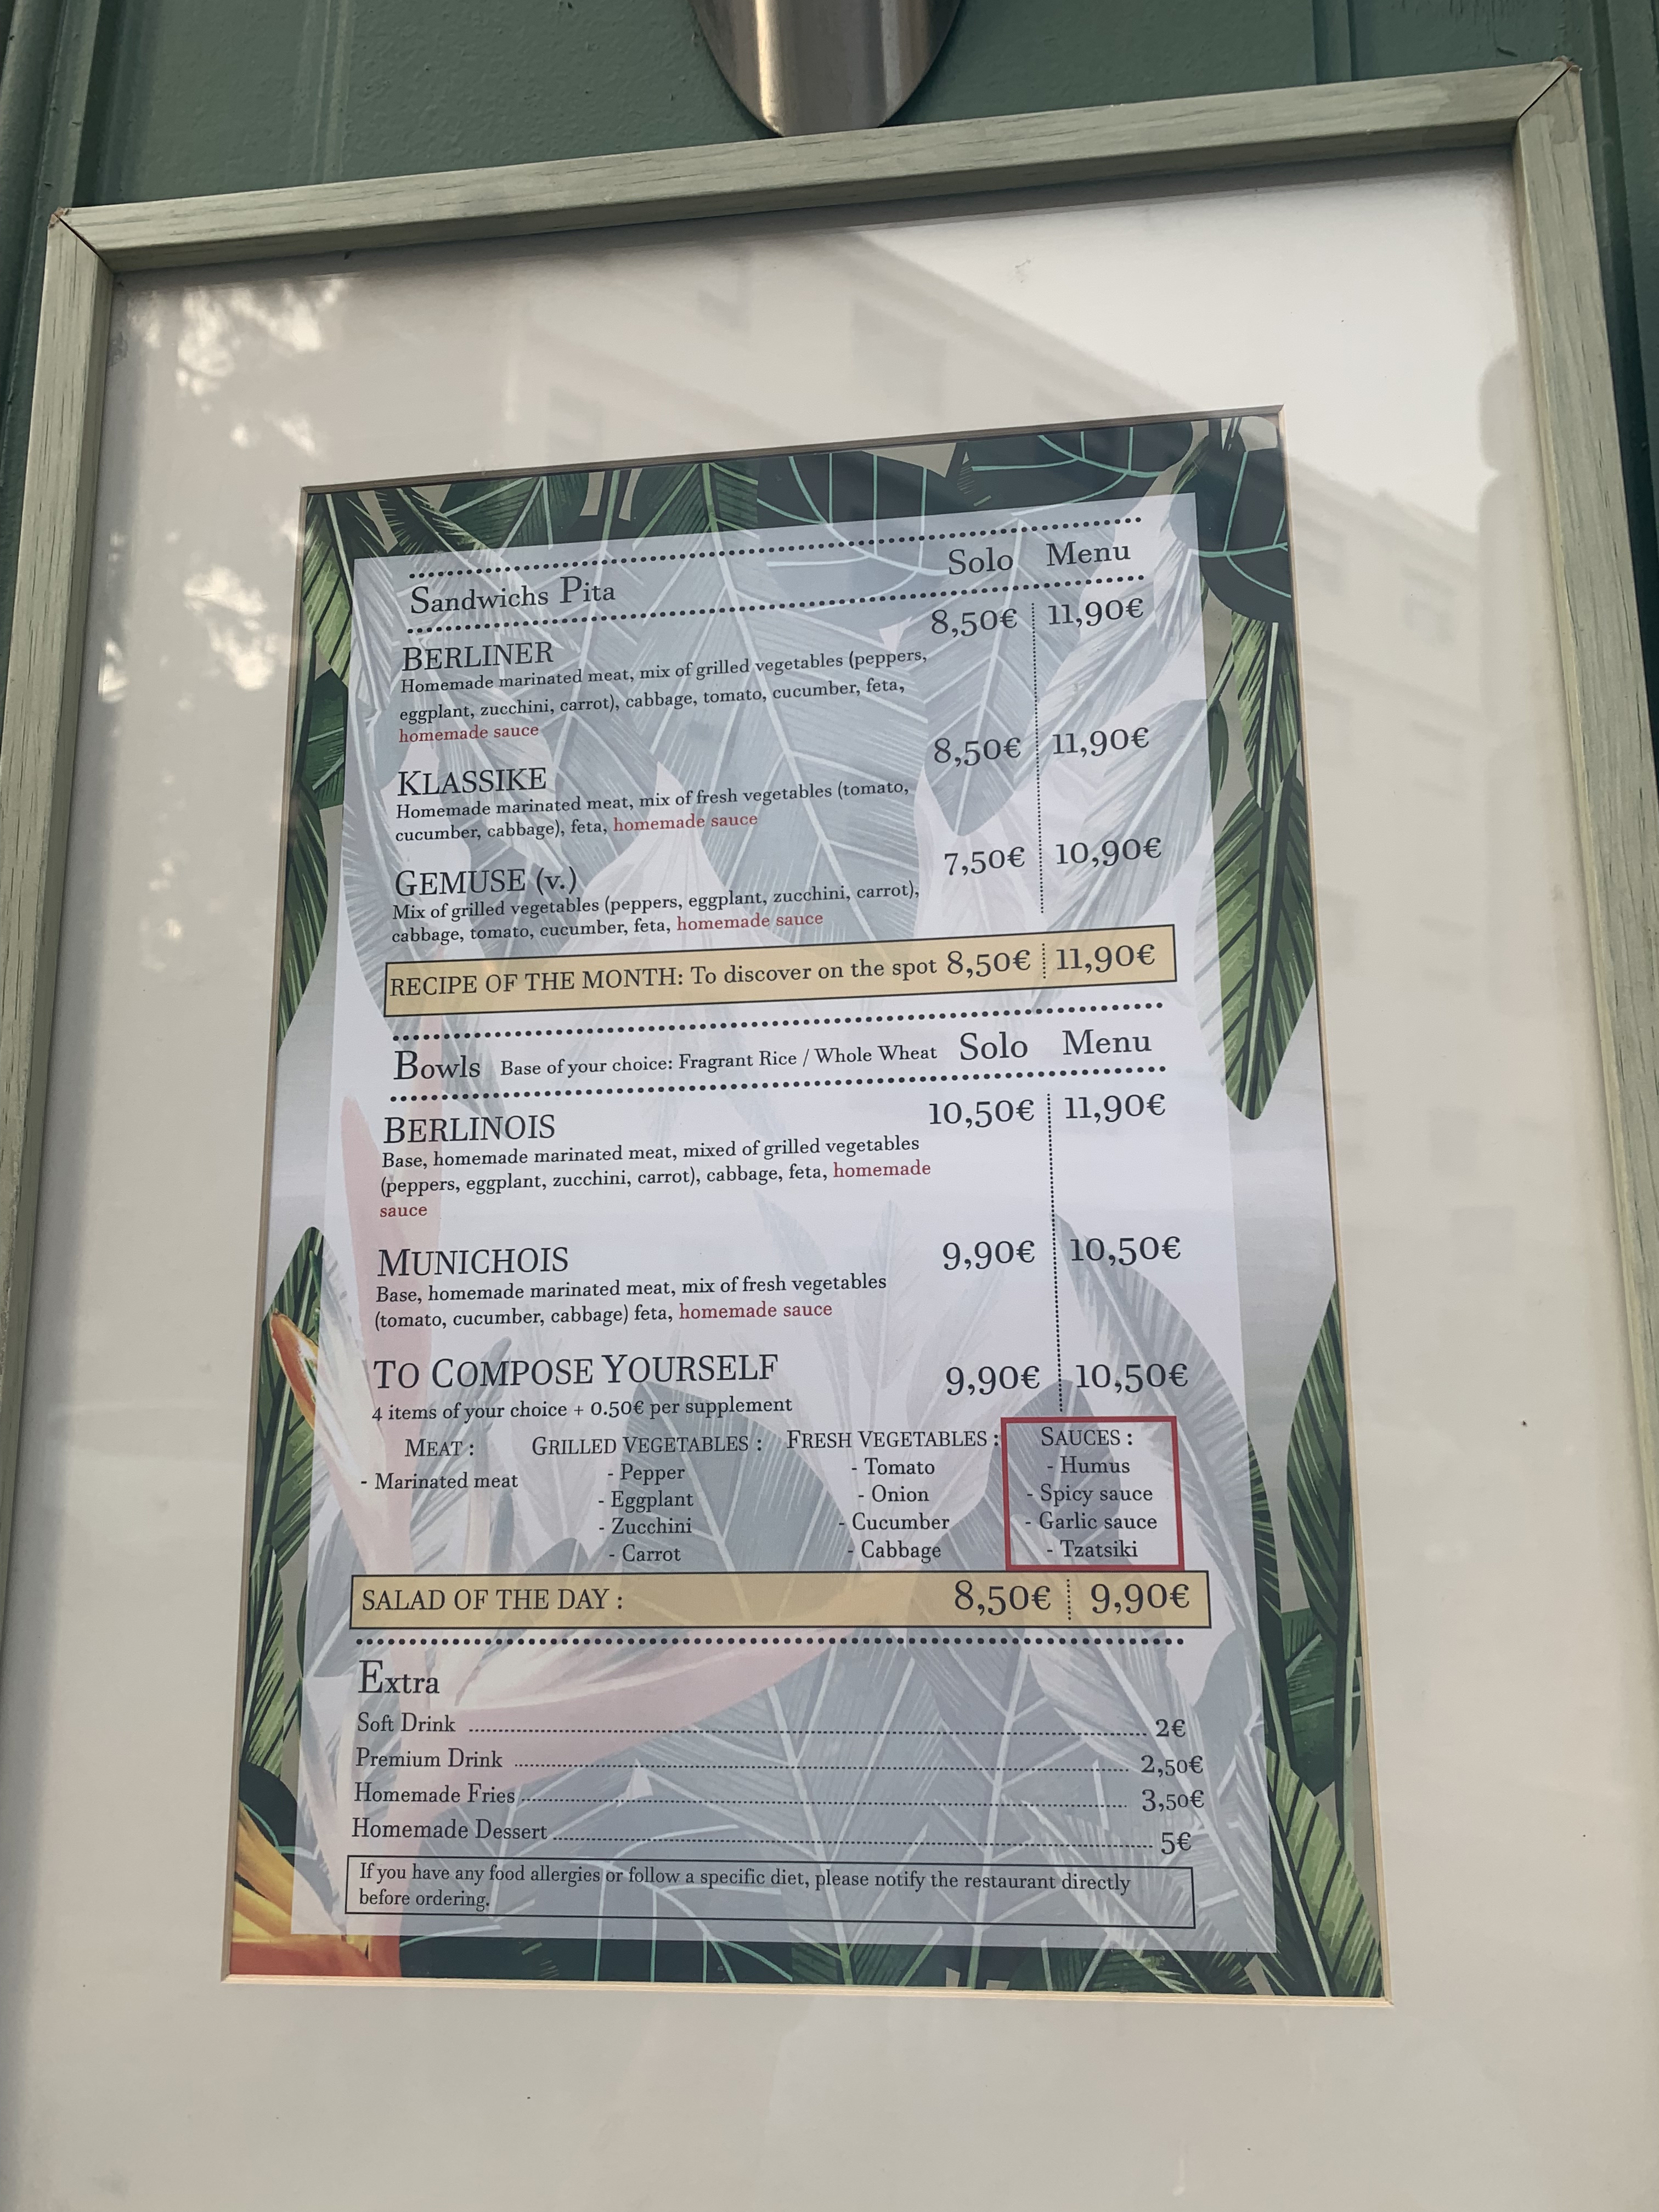 Sandwichs Pita Solo Menu
BERLINER 8,50€ 11,90€
Homemade marinated meat, mix of grilled vegetables (peppers,
eggplant, zucchini, carrot), cabbage, tomato, cucumber, feta,
homemade sauce
KLASSIKE 8,50€ 11,90€
Homemade marinated meat, mix of fresh vegetables (tomato,
cucumber, cabbage), feta, homemade sauce
GEMUSE (v.) 7,50€ 10,90€
Mix of grilled vegetables (peppers, eggplant, zucchini, carrot),
cabbage, tomato, cucumber, feta, homemade sauce
RECIPE OF THE MONTH: To discover on the spot 8,50€ 11,90€
Bowls Base of your choice: Fragrant Rice / Whole Wheat Solo Menu
BERLINOIS 10,50€ 11,90€
Base, homemade marinated meat, mixed of grilled vegetables
(peppers, eggplant, zucchini, carrot), cabbage, feta, homemade
sauce
MUNICHOIS 9,90€ 10,50€
Base, homemade marinated meat, mix of fresh vegetables
(tomato, cucumber, cabbage) feta, homemade sauce
TO COMPOSE YOURSELF 9,90€ 10,50€
4 items of your choice + 0.50€ per supplement
MEAT :
- Marinated meat
GRILLED VEGETABLES :
- Pepper
- Eggplant
- Zucchini
- Carrot
FRESH VEGETABLES :
- Tomato
- Onion
- Cucumber
- Cabbage
SAUCES :
- Humus
- Spicy sauce
- Garlic sauce
- Tzatsiki
SALAD OF THE DAY : 8,50€ 9,90€
Extra
Soft Drink 2€
Premium Drink 2,50€
Homemade Fries 3,50€
Homemade Dessert 5€
If you have any food allergies or follow a specific diet, please notify the restaurant directly
before ordering.